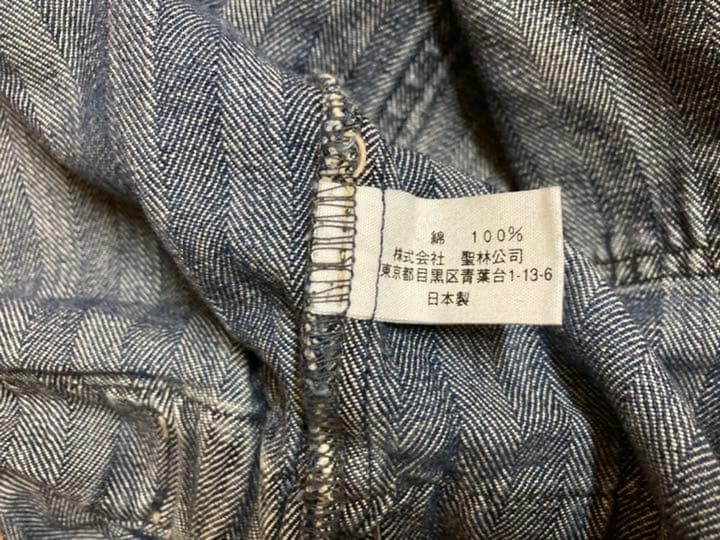 綿 100%
株式会社 聖林公司
東京都目黒区青葉台1-13-6
日本製